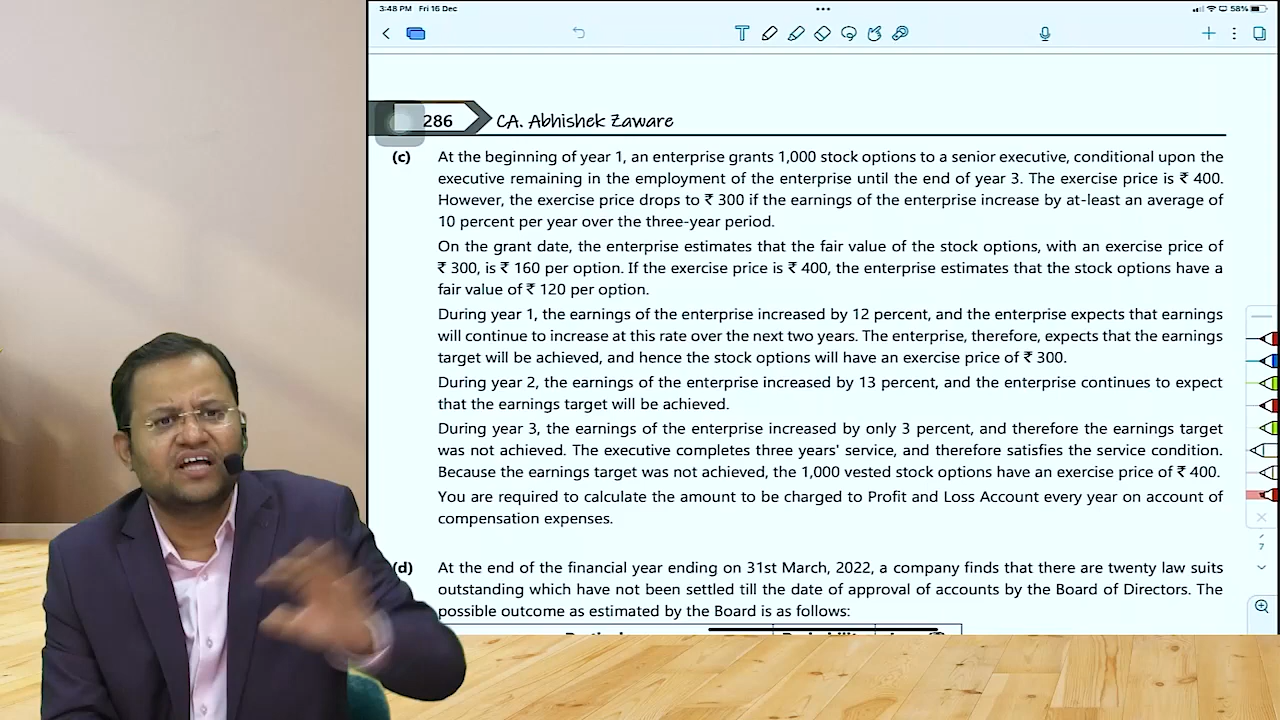 3:48 PM Fri 16 Dec
58%
286
CA. Abhishek Zaware
(c) At the beginning of year 1, an enterprise grants 1,000 stock options to a senior executive, conditional upon the
executive remaining in the employment of the enterprise until the end of year 3. The exercise price is ₹ 400.
However, the exercise price drops to ₹ 300 if the earnings of the enterprise increase by at-least an average of
10 percent per year over the three-year period.
On the grant date, the enterprise estimates that the fair value of the stock options, with an exercise price of
₹ 300, is ₹ 160 per option. If the exercise price is ₹ 400, the enterprise estimates that the stock options have a
fair value of ₹ 120 per option.
During year 1, the earnings of the enterprise increased by 12 percent, and the enterprise expects that earnings
will continue to increase at this rate over the next two years. The enterprise, therefore, expects that the earnings
target will be achieved, and hence the stock options will have an exercise price of ₹ 300.
During year 2, the earnings of the enterprise increased by 13 percent, and the enterprise continues to expect
that the earnings target will be achieved.
During year 3, the earnings of the enterprise increased by only 3 percent, and therefore the earnings target
was not achieved. The executive completes three years' service, and therefore satisfies the service condition.
Because the earnings target was not achieved, the 1,000 vested stock options have an exercise price of ₹ 400.
You are required to calculate the amount to be charged to Profit and Loss Account every year on account of
compensation expenses.
(d) At the end of the financial year ending on 31st March, 2022, a company finds that there are twenty law suits
outstanding which have not been settled till the date of approval of accounts by the Board of Directors. The
possible outcome as estimated by the Board is as follows:
7